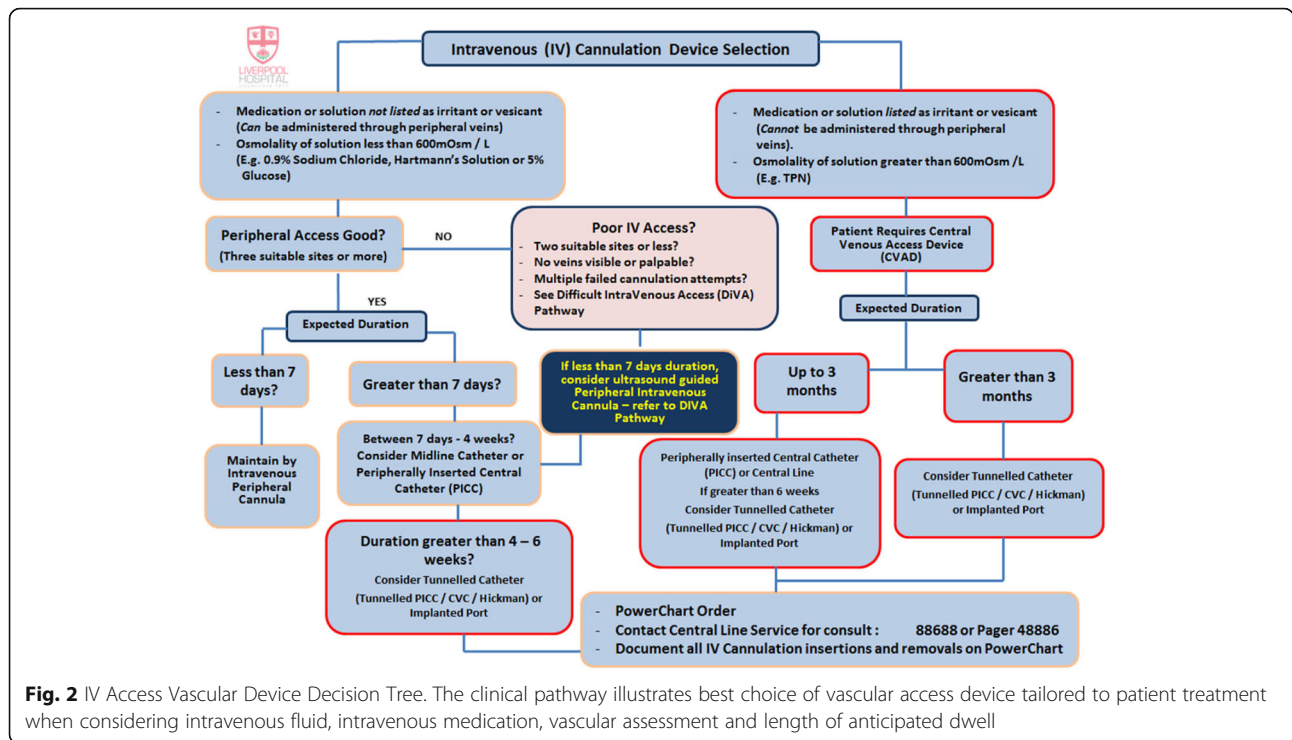 Intravenous (IV) Cannulation Device Selection
LIVERPOOL
HOSPITAL
- Medication or solution not listed as irritant or vesicant
(Can be administered through peripheral veins)
- Osmolality of solution less than 600mOsm / L
(E.g. 0.9% Sodium Chloride, Hartmann's Solution or 5%
Glucose)
- Medication or solution listed as irritant or vesicant
(Cannot be administered through peripheral
veins).
- Osmolality of solution greater than 600mOsm /L
(E.g. TPN)
Peripheral Access Good?
(Three suitable sites or more)
NO
Poor IV Access?
- Two suitable sites or less?
- No veins visible or palpable?
- Multiple failed cannulation attempts?
- See Difficult IntraVenous Access (DiVA)
Pathway
Patient Requires Central
Venous Access Device
(CVAD)
YES
Expected Duration
Expected Duration
Less than 7
days?
Greater than 7 days?
If less than 7 days duration,
consider ultrasound guided
Peripheral Intravenous
Cannula – refer to DIVA
Pathway
Up to 3
months
Greater than 3
months
Maintain by
Intravenous
Peripheral
Cannula
Between 7 days - 4 weeks?
Consider Midline Catheter or
Peripherally Inserted Central
Catheter (PICC)
Peripherally inserted Central Catheter
(PICC) or Central Line
If greater than 6 weeks
Consider Tunnelled Catheter
(Tunnelled PICC / CVC / Hickman) or
Implanted Port
Consider Tunnelled Catheter
(Tunnelled PICC / CVC / Hickman)
or Implanted Port
Duration greater than 4 – 6
weeks?
Consider Tunnelled Catheter
(Tunnelled PICC / CVC / Hickman) or
Implanted Port
- PowerChart Order
- Contact Central Line Service for consult : 88688 or Pager 48886
- Document all IV Cannulation insertions and removals on PowerChart
Fig. 2 IV Access Vascular Device Decision Tree. The clinical pathway illustrates best choice of vascular access device tailored to patient treatment
when considering intravenous fluid, intravenous medication, vascular assessment and length of anticipated dwell